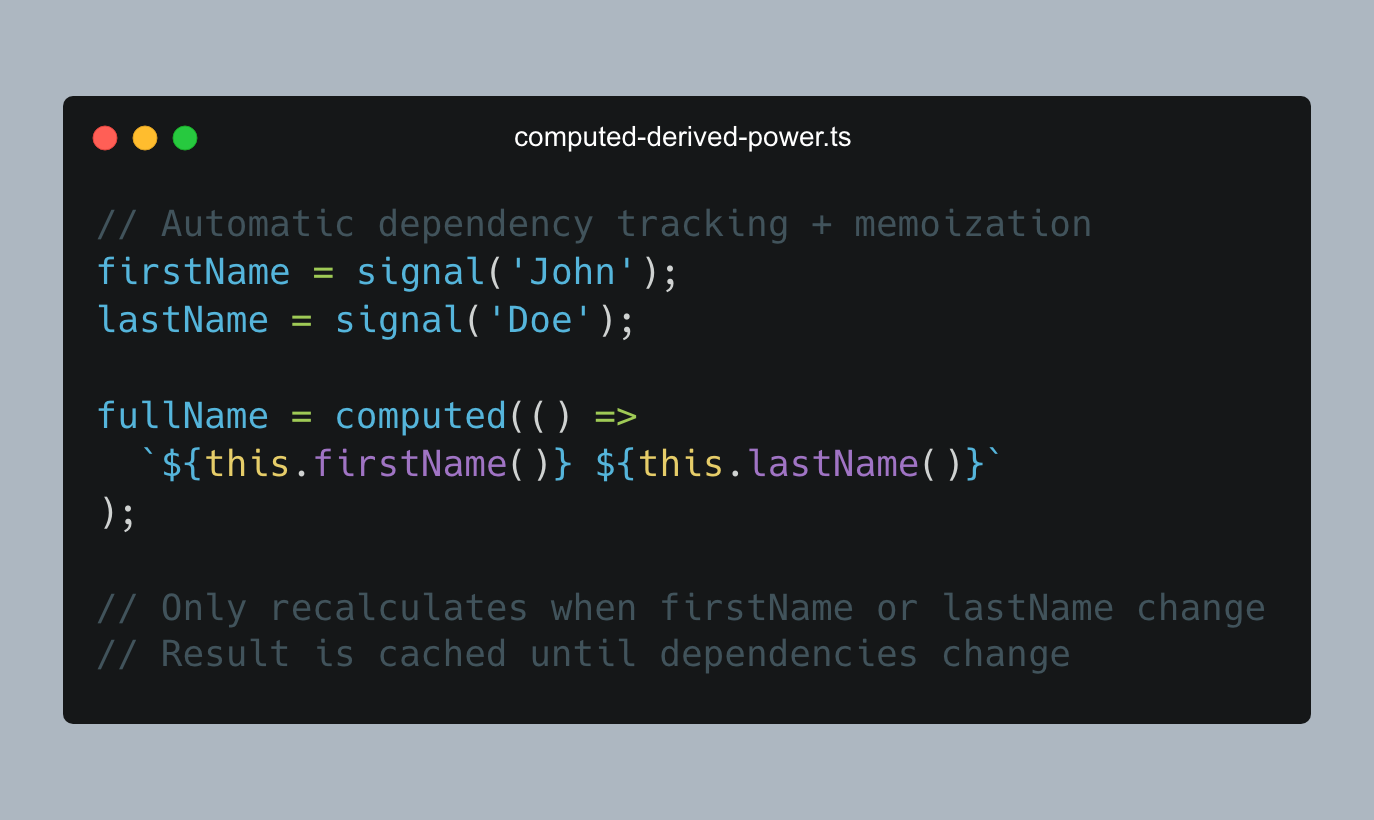 computed-derived-power.ts
// Automatic dependency tracking + memoization
firstName = signal('John');
lastName = signal('Doe');
fullName = computed(() =>
  `${this.firstName()} ${this.lastName()}`
);
// Only recalculates when firstName or lastName change
// Result is cached until dependencies change